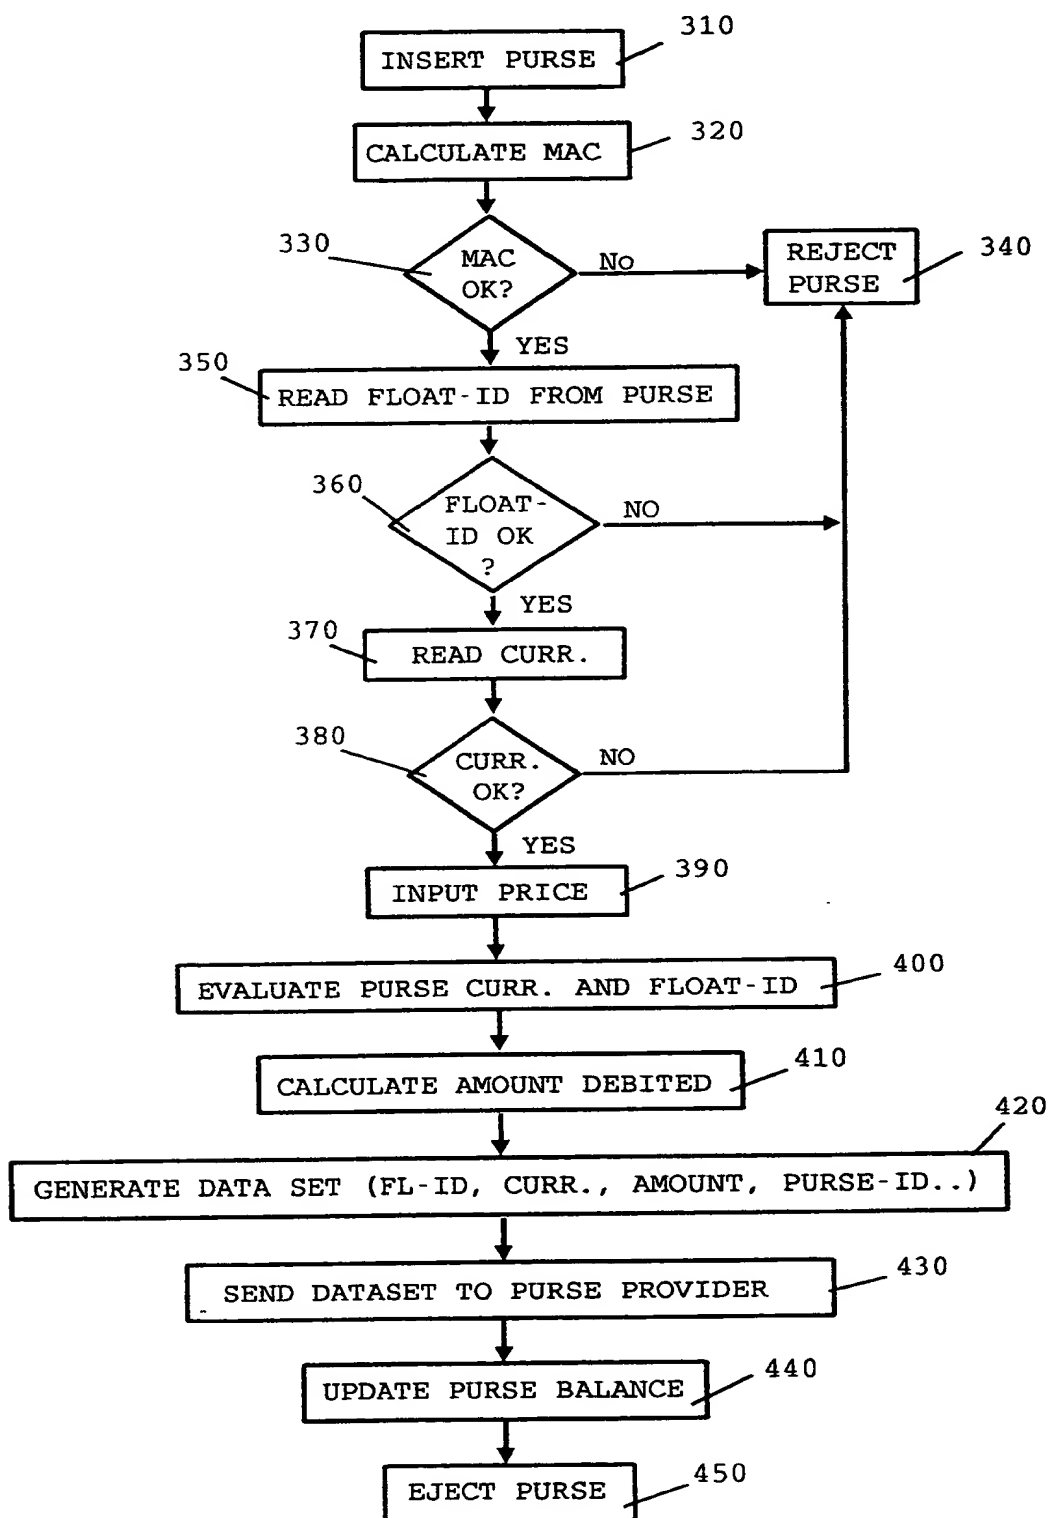 310
INSERT PURSE
320
CALCULATE MAC
330
MAC
OK?
No
REJECT
PURSE
340
YES
350
READ FLOAT-ID FROM PURSE
360
FLOAT-
ID OK
?
NO
YES
370
READ CURR.
380
CURR.
OK?
NO
YES
390
INPUT PRICE
400
EVALUATE PURSE CURR. AND FLOAT-ID
410
CALCULATE AMOUNT DEBITED
420
GENERATE DATA SET (FL-ID, CURR., AMOUNT, PURSE-ID..)
430
SEND DATASET TO PURSE PROVIDER
440
UPDATE PURSE BALANCE
450
EJECT PURSE